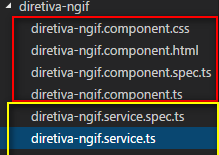 diretiva-ngif
diretiva-ngif.component.css
diretiva-ngif.component.html
diretiva-ngif.component.spec.ts
diretiva-ngif.component.ts
diretiva-ngif.service.spec.ts
diretiva-ngif.service.ts